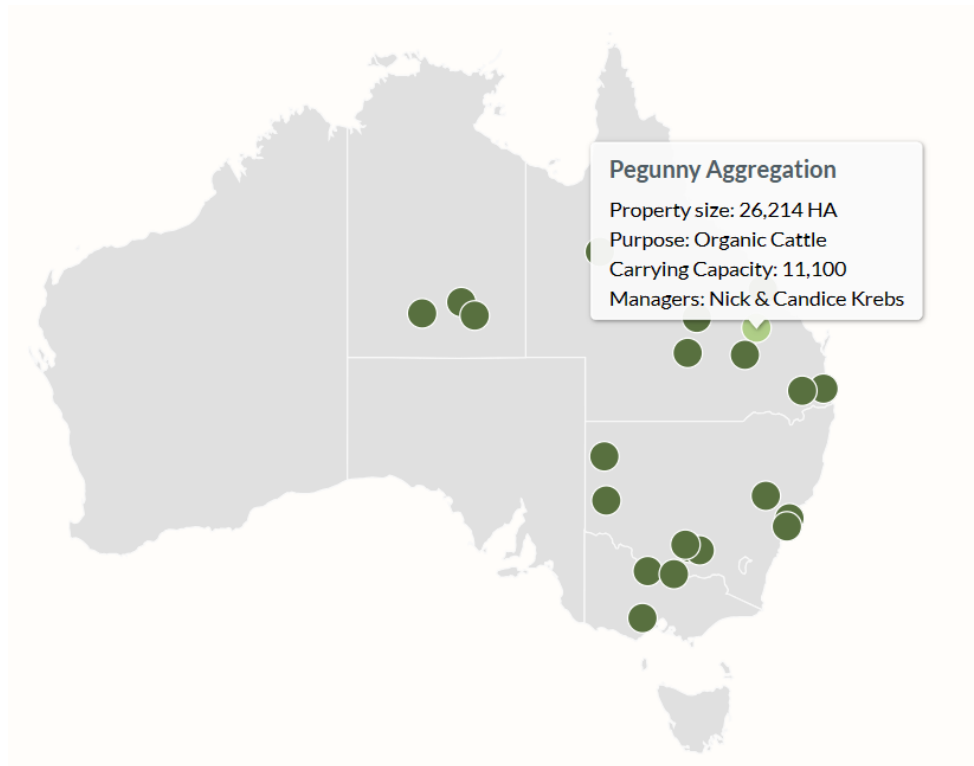 Pegunny Aggregation
Property size: 26,214 HA
Purpose: Organic Cattle
Carrying Capacity: 11,100
Managers: Nick & Candice Krebs